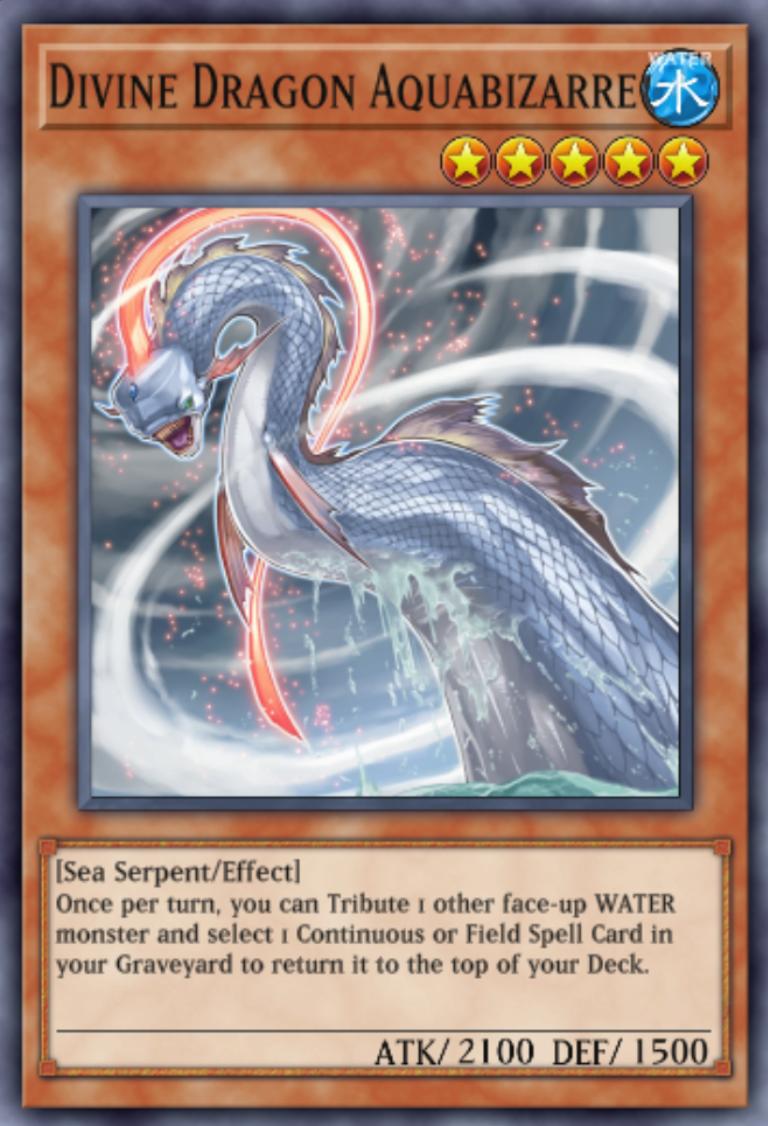 Divine Dragon Aquabizarre
WATER
水
[Sea Serpent/Effect]
Once per turn, you can Tribute 1 other face-up WATER
monster and select 1 Continuous or Field Spell Card in
your Graveyard to return it to the top of your Deck.
ATK/ 2100 DEF/ 1500